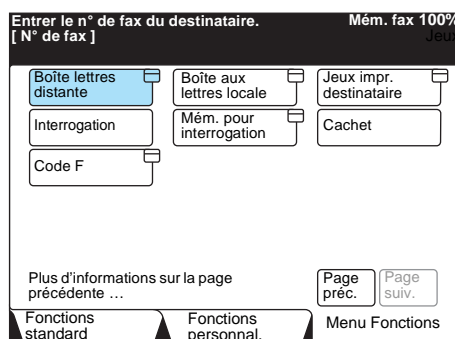 Entrer le n° de fax du destinataire. Mém. fax 100%
[ N° de fax ] Jeux
Boîte lettres distante
Boîte aux lettres locale
Jeux impr. destinataire
Interrogation
Mém. pour interrogation
Cachet
Code F
Plus d'informations sur la page
précédente …
Page préc.
Page suiv.
Fonctions standard
Fonctions personnal.
Menu Fonctions